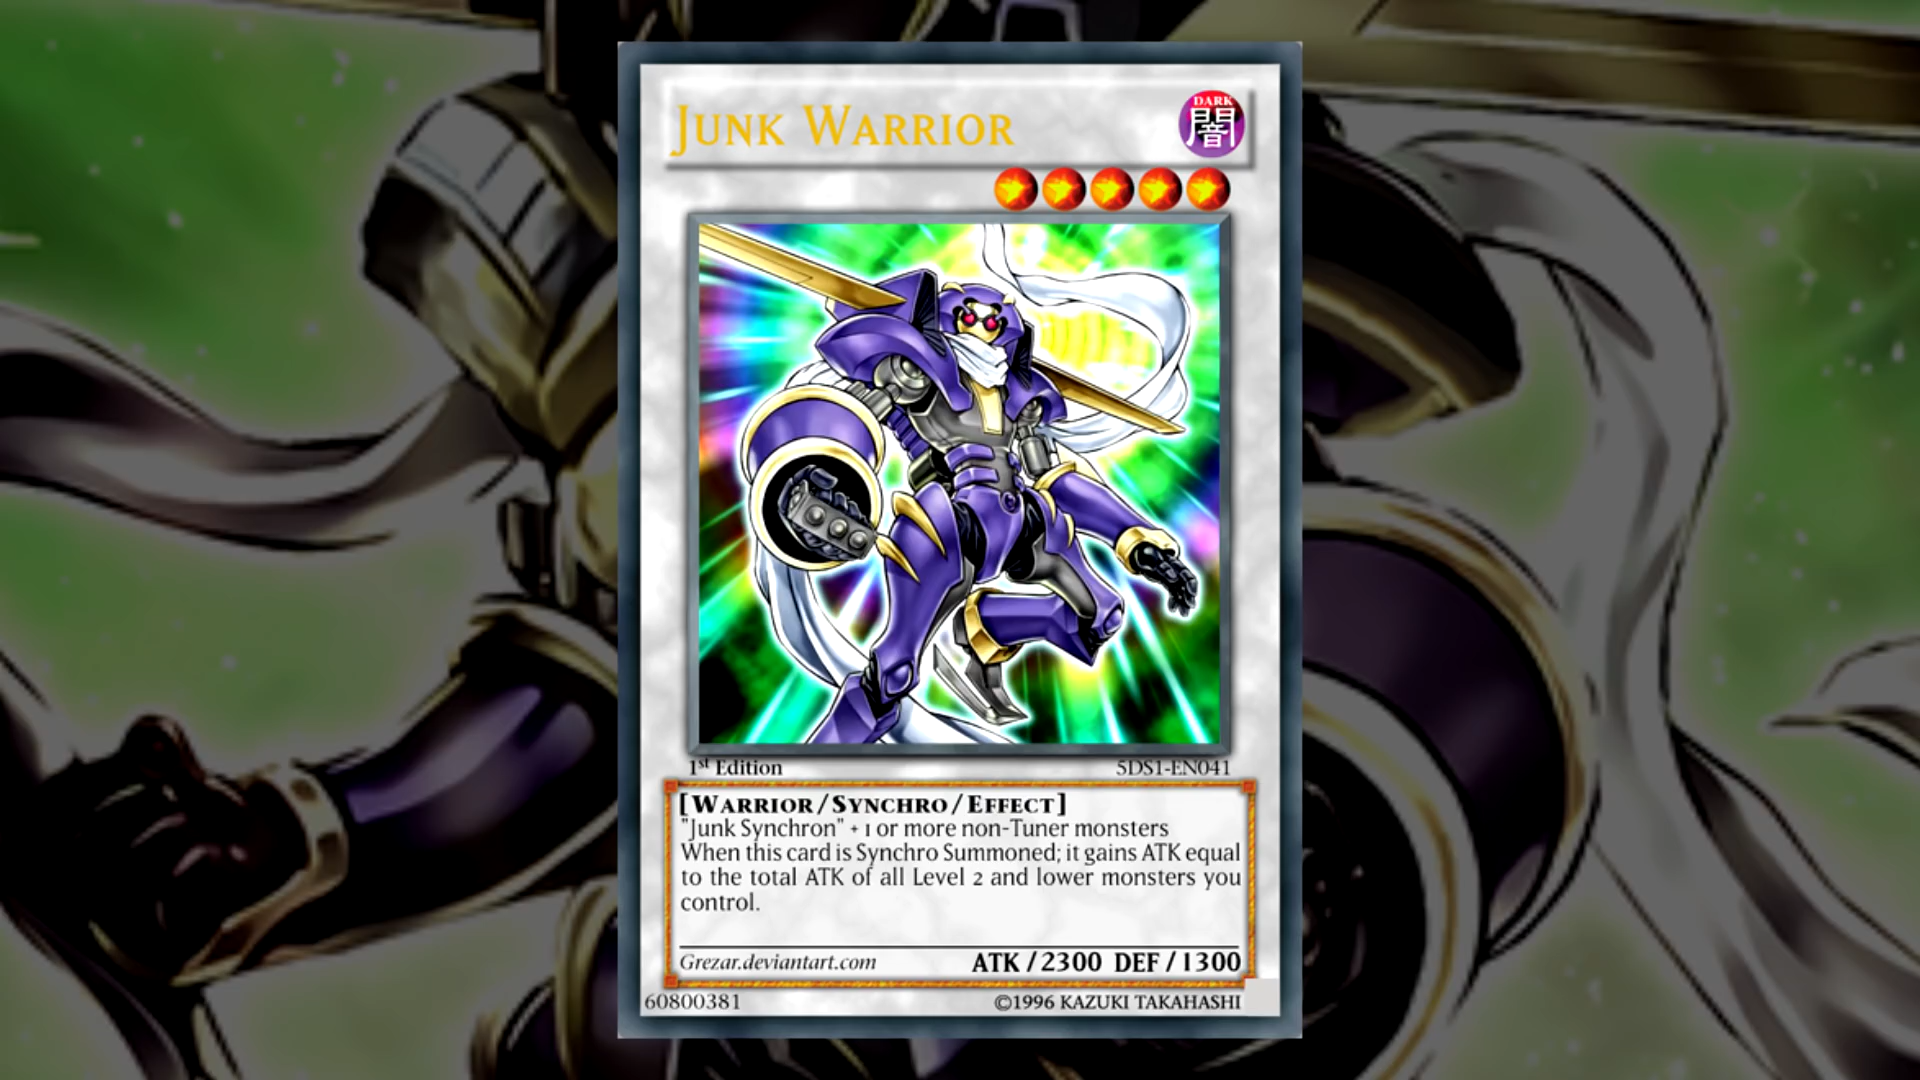 JUNK WARRIOR
DARK
闇
1st Edition
5DS1-EN041
[WARRIOR/SYNCHRO/EFFECT]
"Junk Synchron" + 1 or more non-Tuner monsters
When this card is Synchro Summoned; it gains ATK equal
to the total ATK of all Level 2 and lower monsters you
control.
Grezar.deviantart.com
ATK/2300 DEF/1300
60800381
©1996 KAZUKI TAKAHASHI